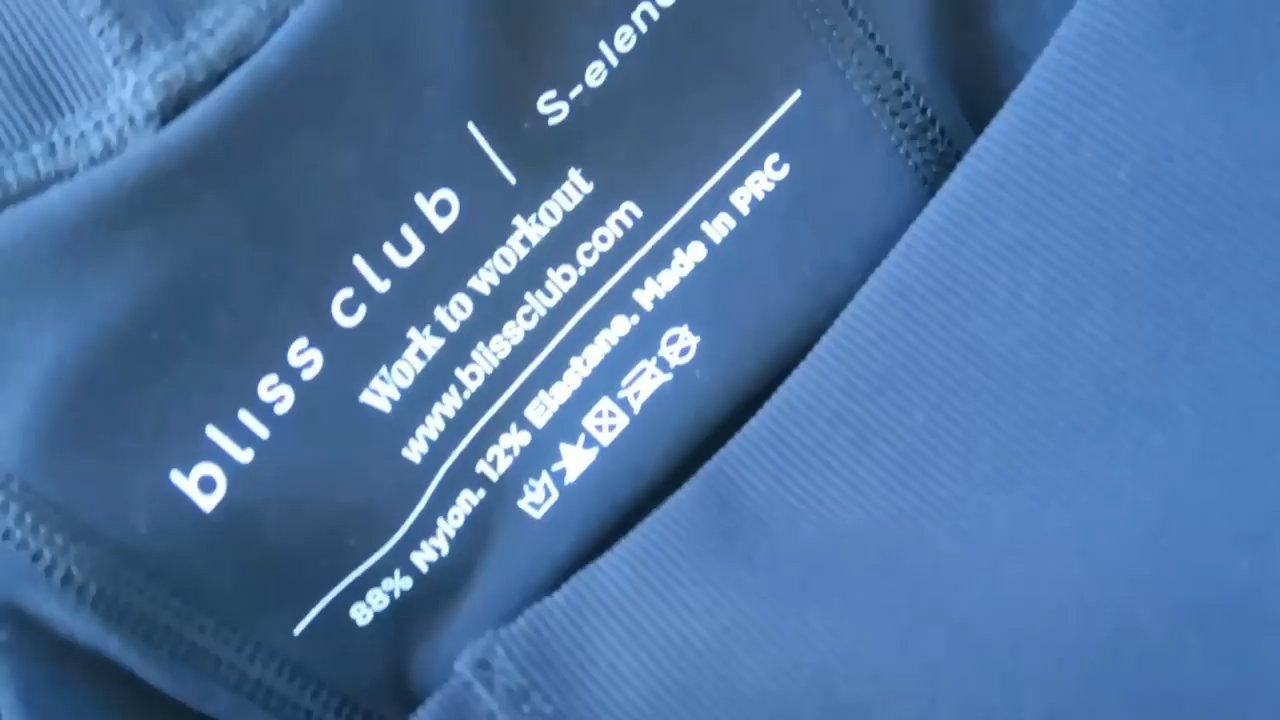 bliss club | S-elen
Work to workout
www.blissclub.com
88% Nylon. 12% Elastane. Made in PRC